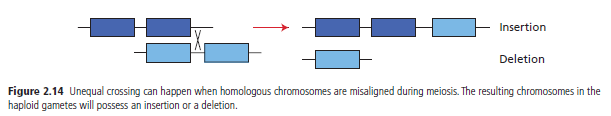 Insertion
Deletion
Figure 2.14 Unequal crossing can happen when homologous chromosomes are misaligned during meiosis. The resulting chromosomes in the
haploid gametes will possess an insertion or a deletion.